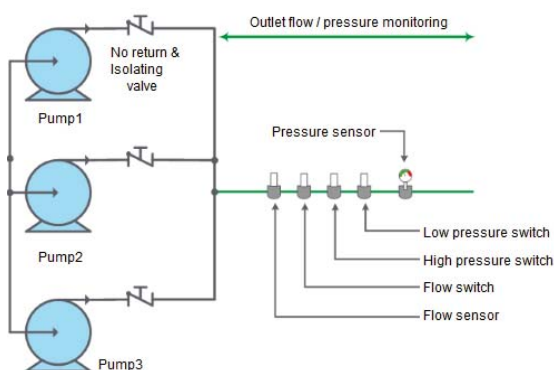 Outlet flow / pressure monitoring
No return &
Isolating
valve
Pump1
Pressure sensor
Pump2
Low pressure switch
High pressure switch
Flow switch
Flow sensor
Pump3